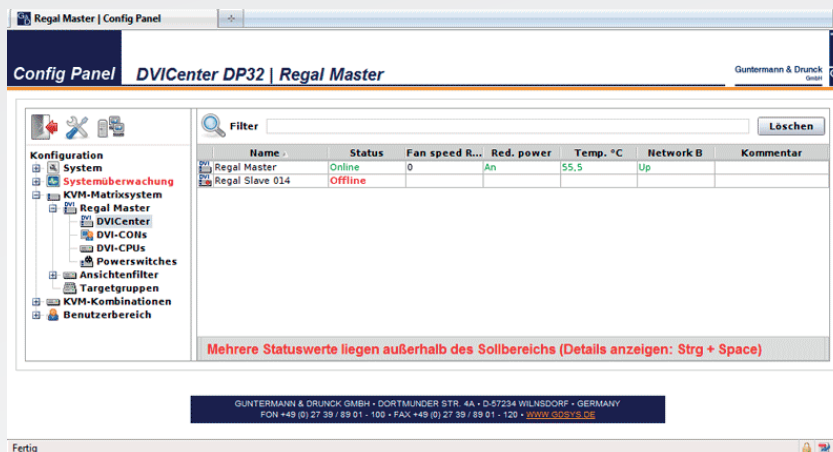 Regal Master | Config Panel
Config Panel
DVICenter DP32 | Regal Master
Guntermann & Drunck
GmbH
Filter
Löschen
Konfiguration
System
Systemüberwachung
KVM-Matrixsystem
Regal Master
DVICenter
DVI-CONs
DVI-CPUs
Powerswitches
Ansichtenfilter
Targetgruppen
KVM-Kombinationen
Benutzerbereich
Name Status Fan speed R... Red. power Temp. °C Network B Kommentar
Regal Master Online 0 An 55,5 Up
Regal Slave 014 Offline
Mehrere Statuswerte liegen außerhalb des Sollbereichs (Details anzeigen: Strg + Space)
GUNTERMANN & DRUNCK GMBH • DORTMUNDER STR. 4A • D-57234 WILNSDORF • GERMANY
FON +49 (0) 27 39 / 89 01 - 100 • FAX +49 (0) 27 39 / 89 01 - 120 • WWW.GDSYS.DE
Fertig